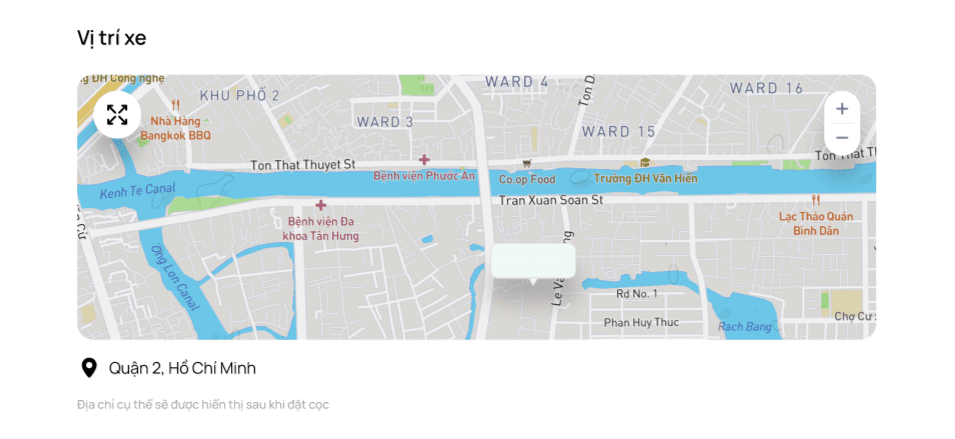 Vị trí xe
ĐH Công nghệ
KHU PHỐ 2
WARD 4
Ton D.
WARD 16
Nhà Hàng
Bangkok BBQ
WARD 3
WARD 15
+
−
Ton That Thuyet St
Ton That Th
Bệnh viện Phước An
Co.op Food
Trường ĐH Văn Hiến
Kenh Te Canal
Tran Xuan Soan St
Cừ
Bệnh viện Đa
khoa Tân Hưng
Lạc Thảo Quán
Bình Dân
Ong Lon Canal
Le Va
ng
Rd No. 1
Phan Huy Thuc
Rach Bang
Chợ Cư
Quận 2, Hồ Chí Minh
Địa chỉ cụ thể sẽ được hiển thị sau khi đặt cọc